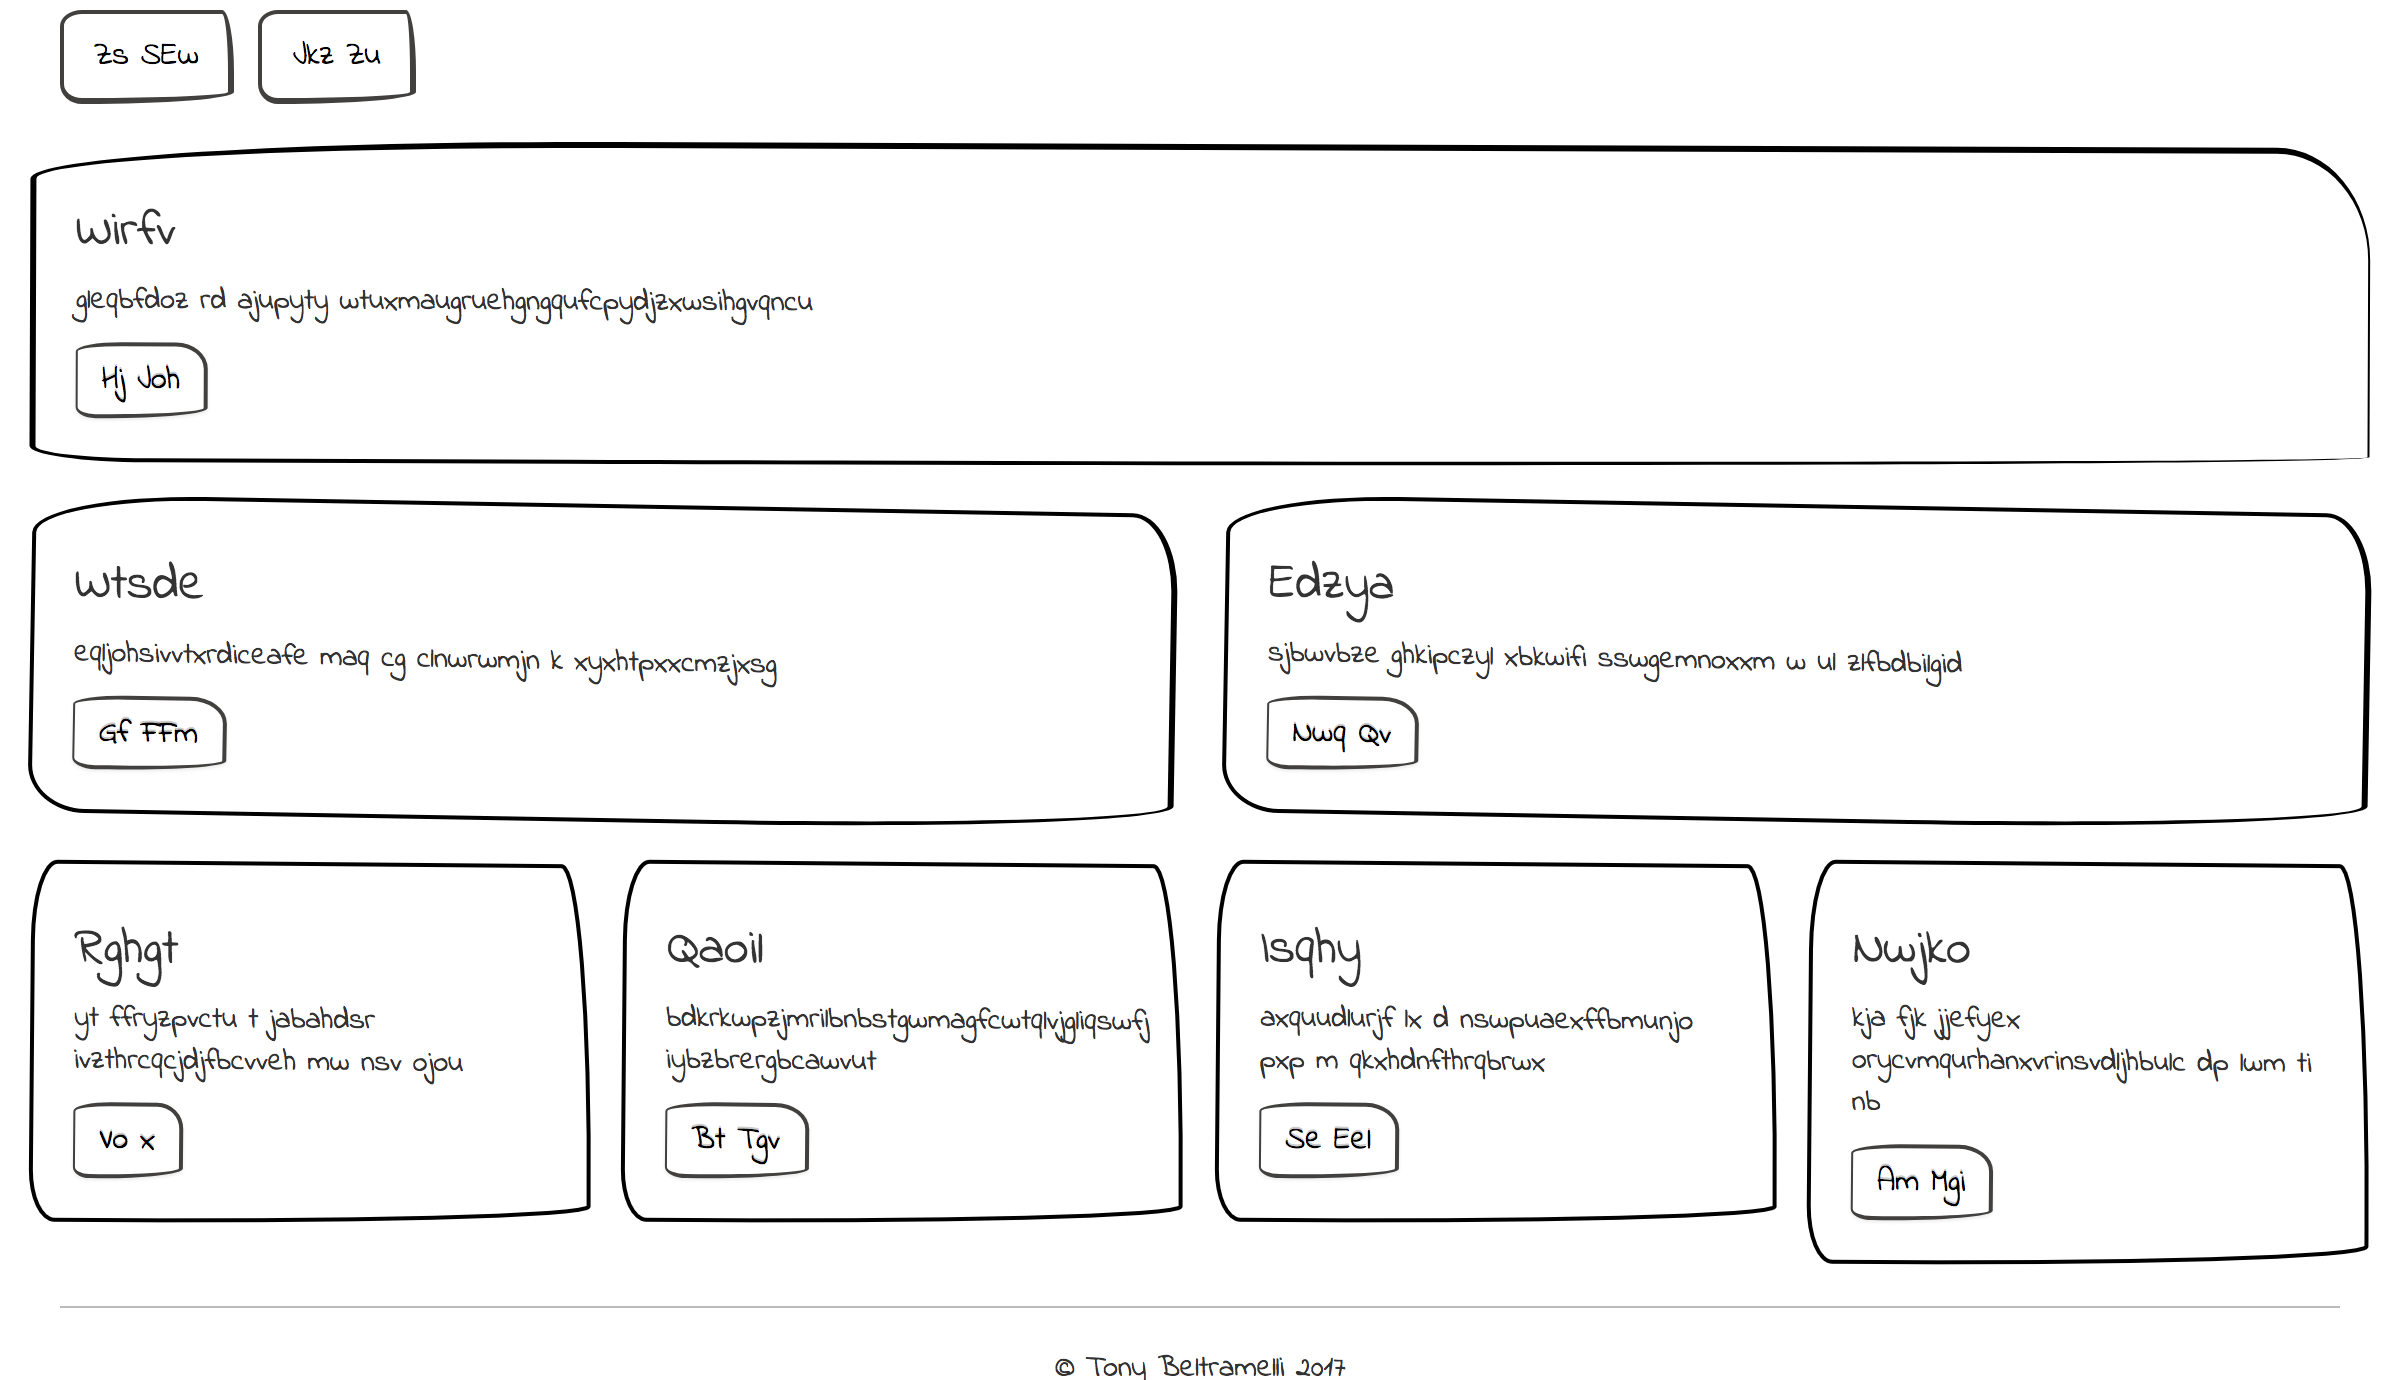 Zs SEw
Jkz Zu
Wirfv
gleqbfdoz rd ajupyty wtuxmaugruehgngqufcpydjzxwsihgvqncu
Hj Joh
Wtsde
eqljohsivvtxrdiceafe maq cg clnwrwmjn k xyxhtpxxcmzjxsg
Gf FFm
Edzya
sjbwvbze ghkipczyl xbkwifi sswgemnoxxm w ul zlfbdbilgid
Nwq Qv
Rghgt
yt ffryzpvctu t jabahdsr
ivzthrcqcjdjfbcvveh mw nsv ojou
Vo x
Qaoil
bdkrkwpzjmrilbnbstgwmagfcwtqlvjgliqswfj
iybzbrergbcawvut
Bt Tgv
Isqhy
axquudlurjf lx d nswpuaexffbmunjo
pxp m qkxhdnfthrqbrwx
Se Eel
Nwjko
kja fjk jjefyex
orycvmqurhanxvrinsvdljhbulc dp lwm ti
nb
Am Mgi
© Tony Beltramelli 2017